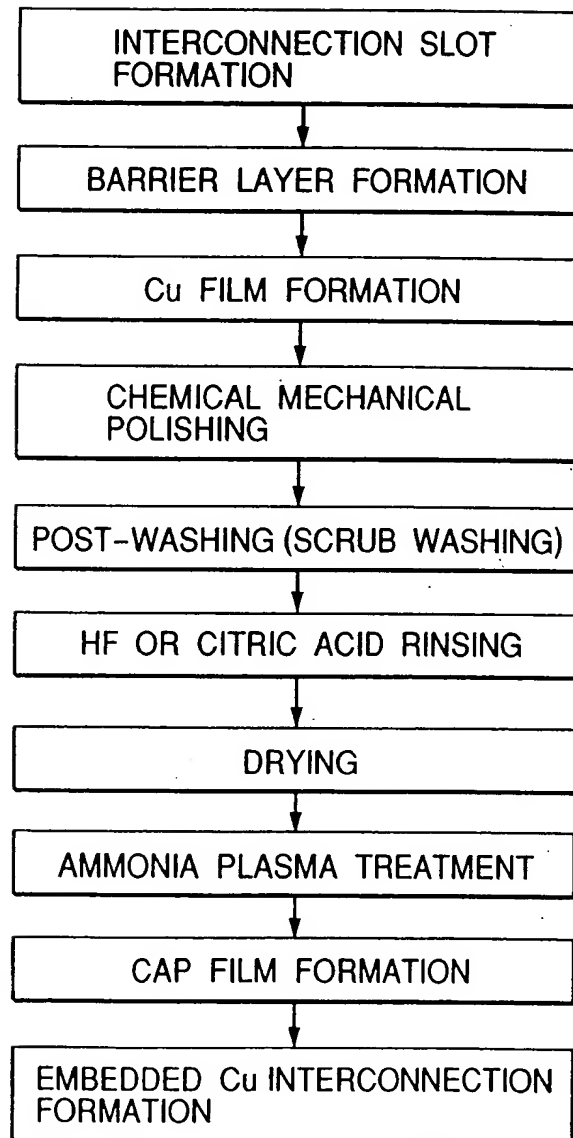 INTERCONNECTION SLOT
FORMATION
BARRIER LAYER FORMATION
Cu FILM FORMATION
CHEMICAL MECHANICAL
POLISHING
POST-WASHING (SCRUB WASHING)
HF OR CITRIC ACID RINSING
DRYING
AMMONIA PLASMA TREATMENT
CAP FILM FORMATION
EMBEDDED Cu INTERCONNECTION
FORMATION